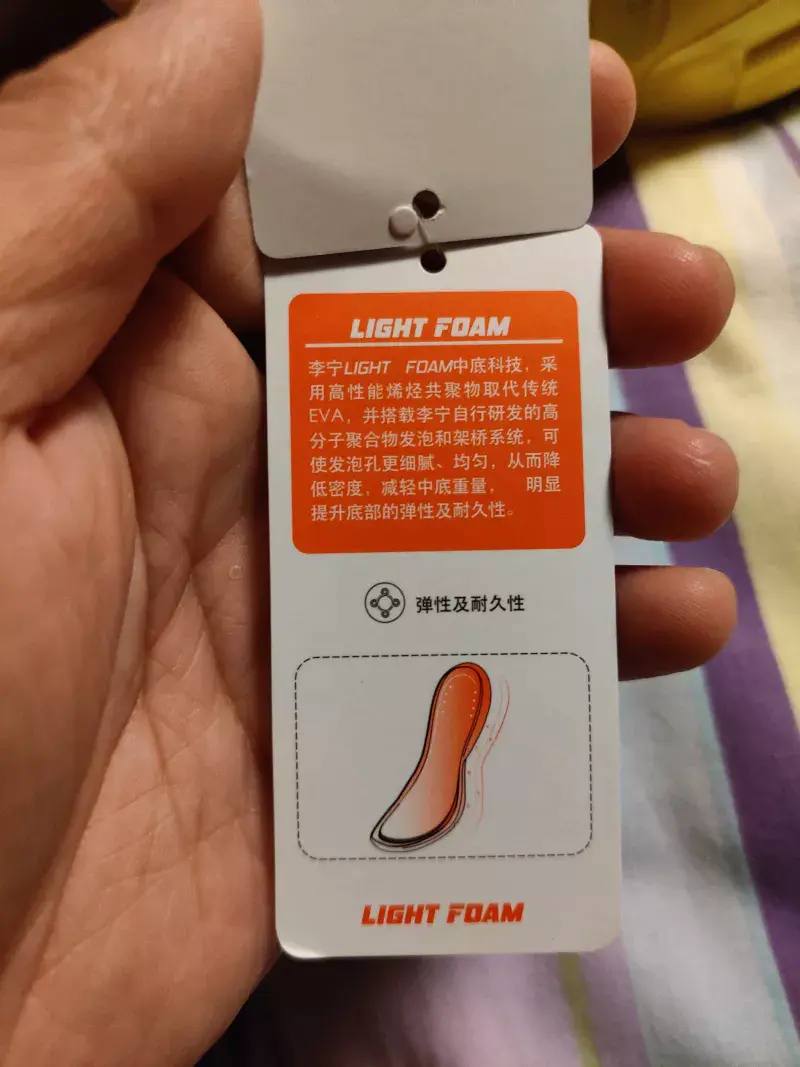 LIGHT FOAM
李宁LIGHT FOAM中底科技，采
用高性能烯烃共聚物取代传统
EVA，并搭载李宁自行研发的高
分子聚合物发泡和架桥系统，可
使发泡孔更细腻、均匀，从而降
低密度，减轻中底重量， 明显
提升底部的弹性及耐久性。
弹性及耐久性
LIGHT FOAM